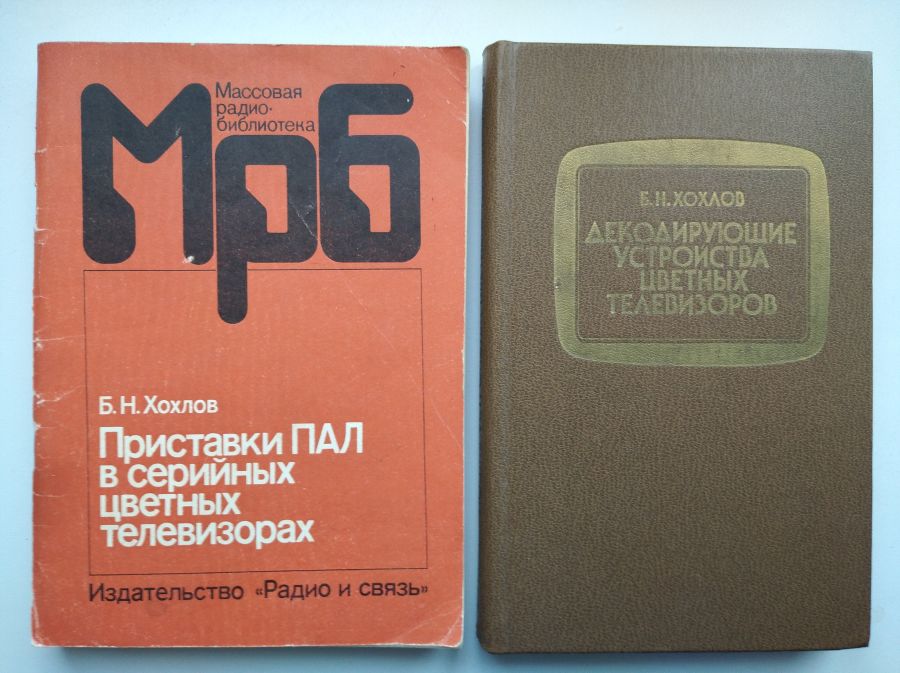 Мрб
Массовая
радио-
библиотека
Б. Н. Хохлов
Приставки ПАЛ
в серийных
цветных
телевизорах
Издательство «Радио и связь»
Б.Н. ХОХЛОВ
ДЕКОДИРУЮЩИЕ
УСТРОЙСТВА
ЦВЕТНЫХ
ТЕЛЕВИЗОРОВ